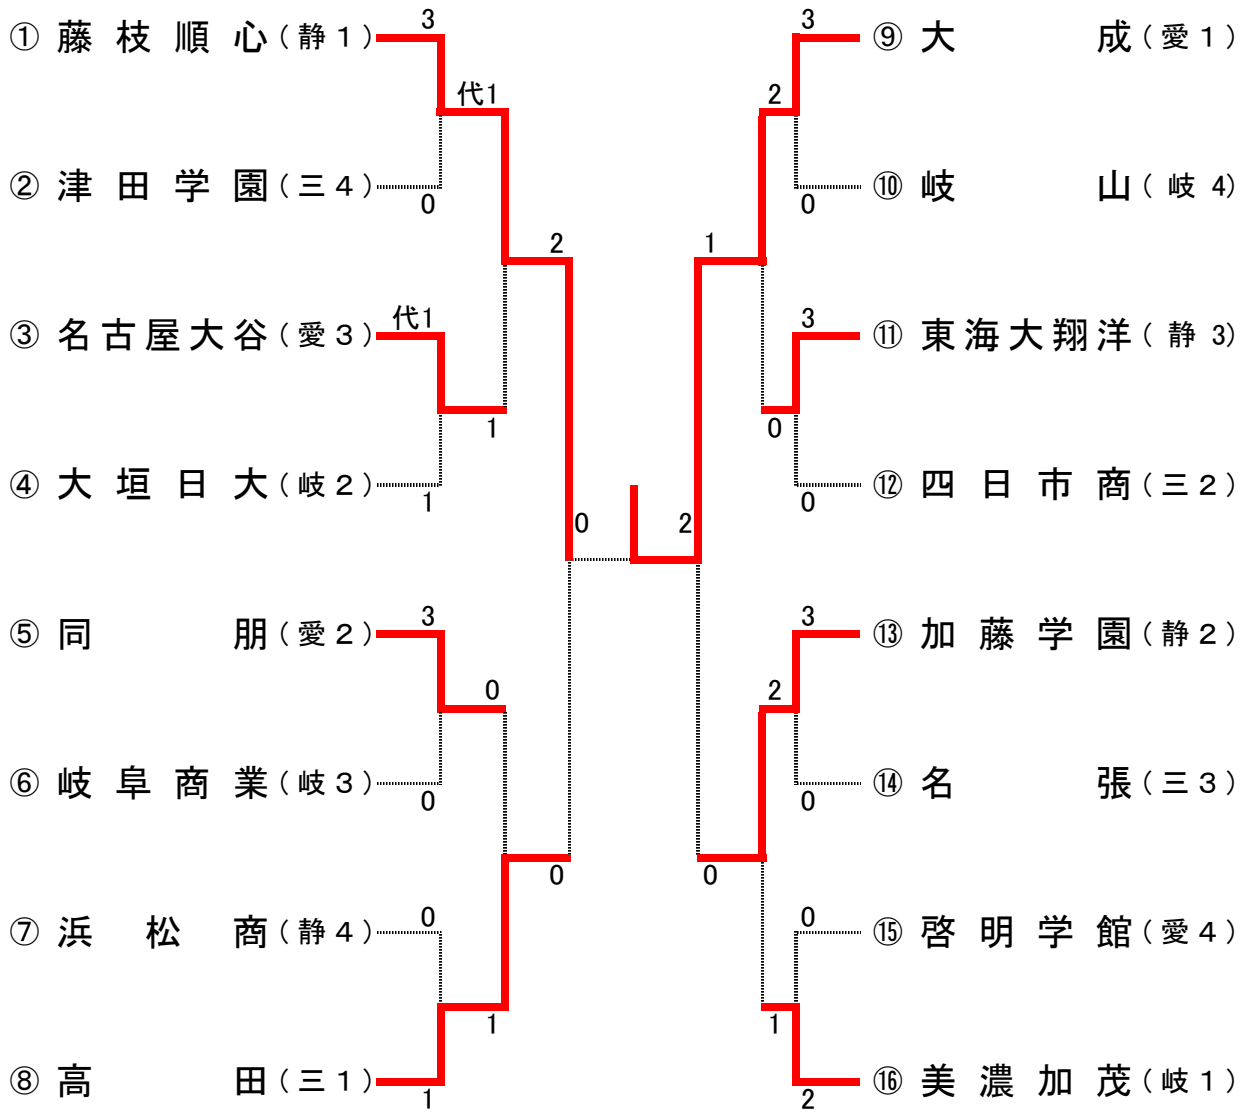 ① 藤枝順心(静1) 3
代1
② 津田学園(三4) 0
2
③ 名古屋大谷(愛3) 代1
1
④ 大垣日大(岐2) 1
0
⑤ 同朋(愛2) 3
0
⑥ 岐阜商業(岐3) 0
0
⑦ 浜松商(静4) 0
1
⑧ 高田(三1) 1
3 ⑨ 大成(愛1)
2
0 ⑩ 岐山(岐4)
1
3 ⑪ 東海大翔洋(静3)
0
0 ⑫ 四日市商(三2)
2
3 ⑬ 加藤学園(静2)
2
0 ⑭ 名張(三3)
0
0 ⑮ 啓明学館(愛4)
1
2 ⑯ 美濃加茂(岐1)